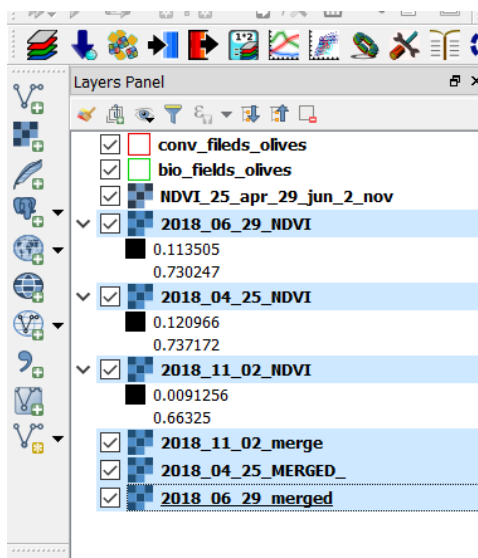 Layers Panel
conv_fileds_olives
bio_fields_olives
NDVI_25_apr_29_jun_2_nov
2018_06_29_NDVI
0.113505
0.730247
2018_04_25_NDVI
0.120966
0.737172
2018_11_02_NDVI
0.0091256
0.66325
2018_11_02_merge
2018_04_25_MERGED_
2018_06_29_merged